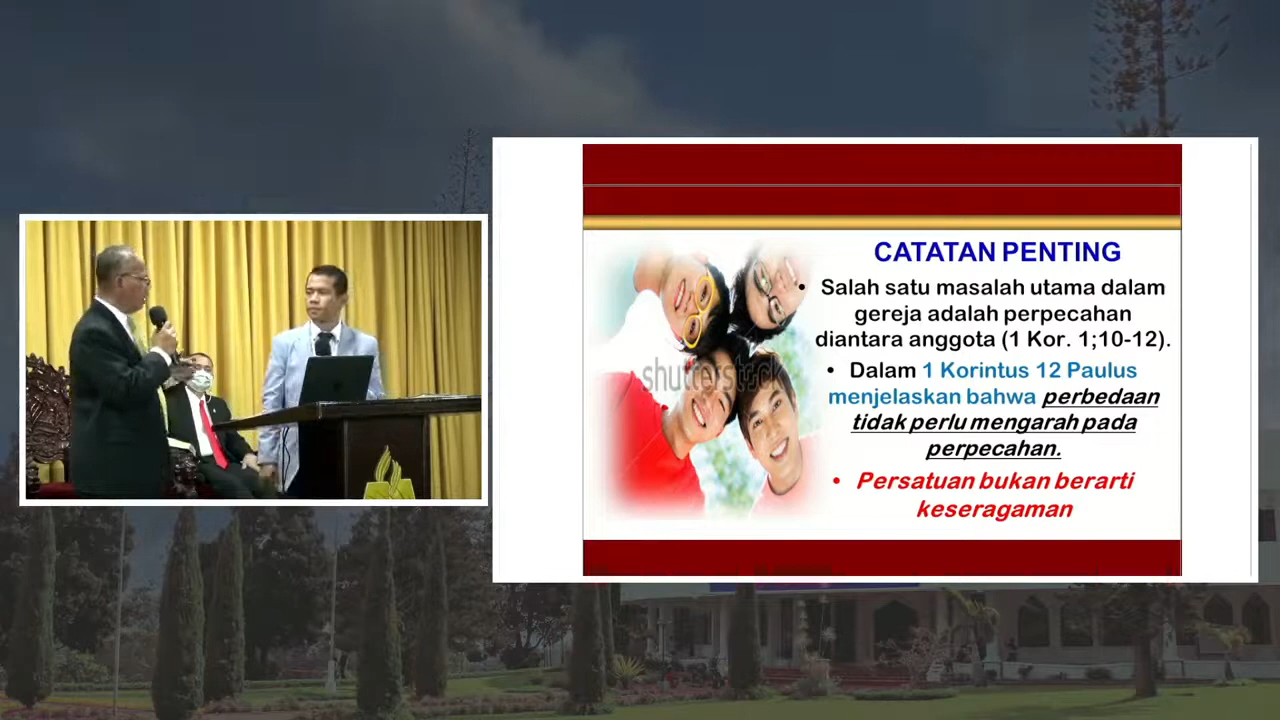 CATATAN PENTING
• Salah satu masalah utama dalam
gereja adalah perpecahan
diantara anggota (1 Kor. 1;10-12).
• Dalam 1 Korintus 12 Paulus
menjelaskan bahwa perbedaan
tidak perlu mengarah pada
perpecahan.
• Persatuan bukan berarti
keseragaman
shutterstock